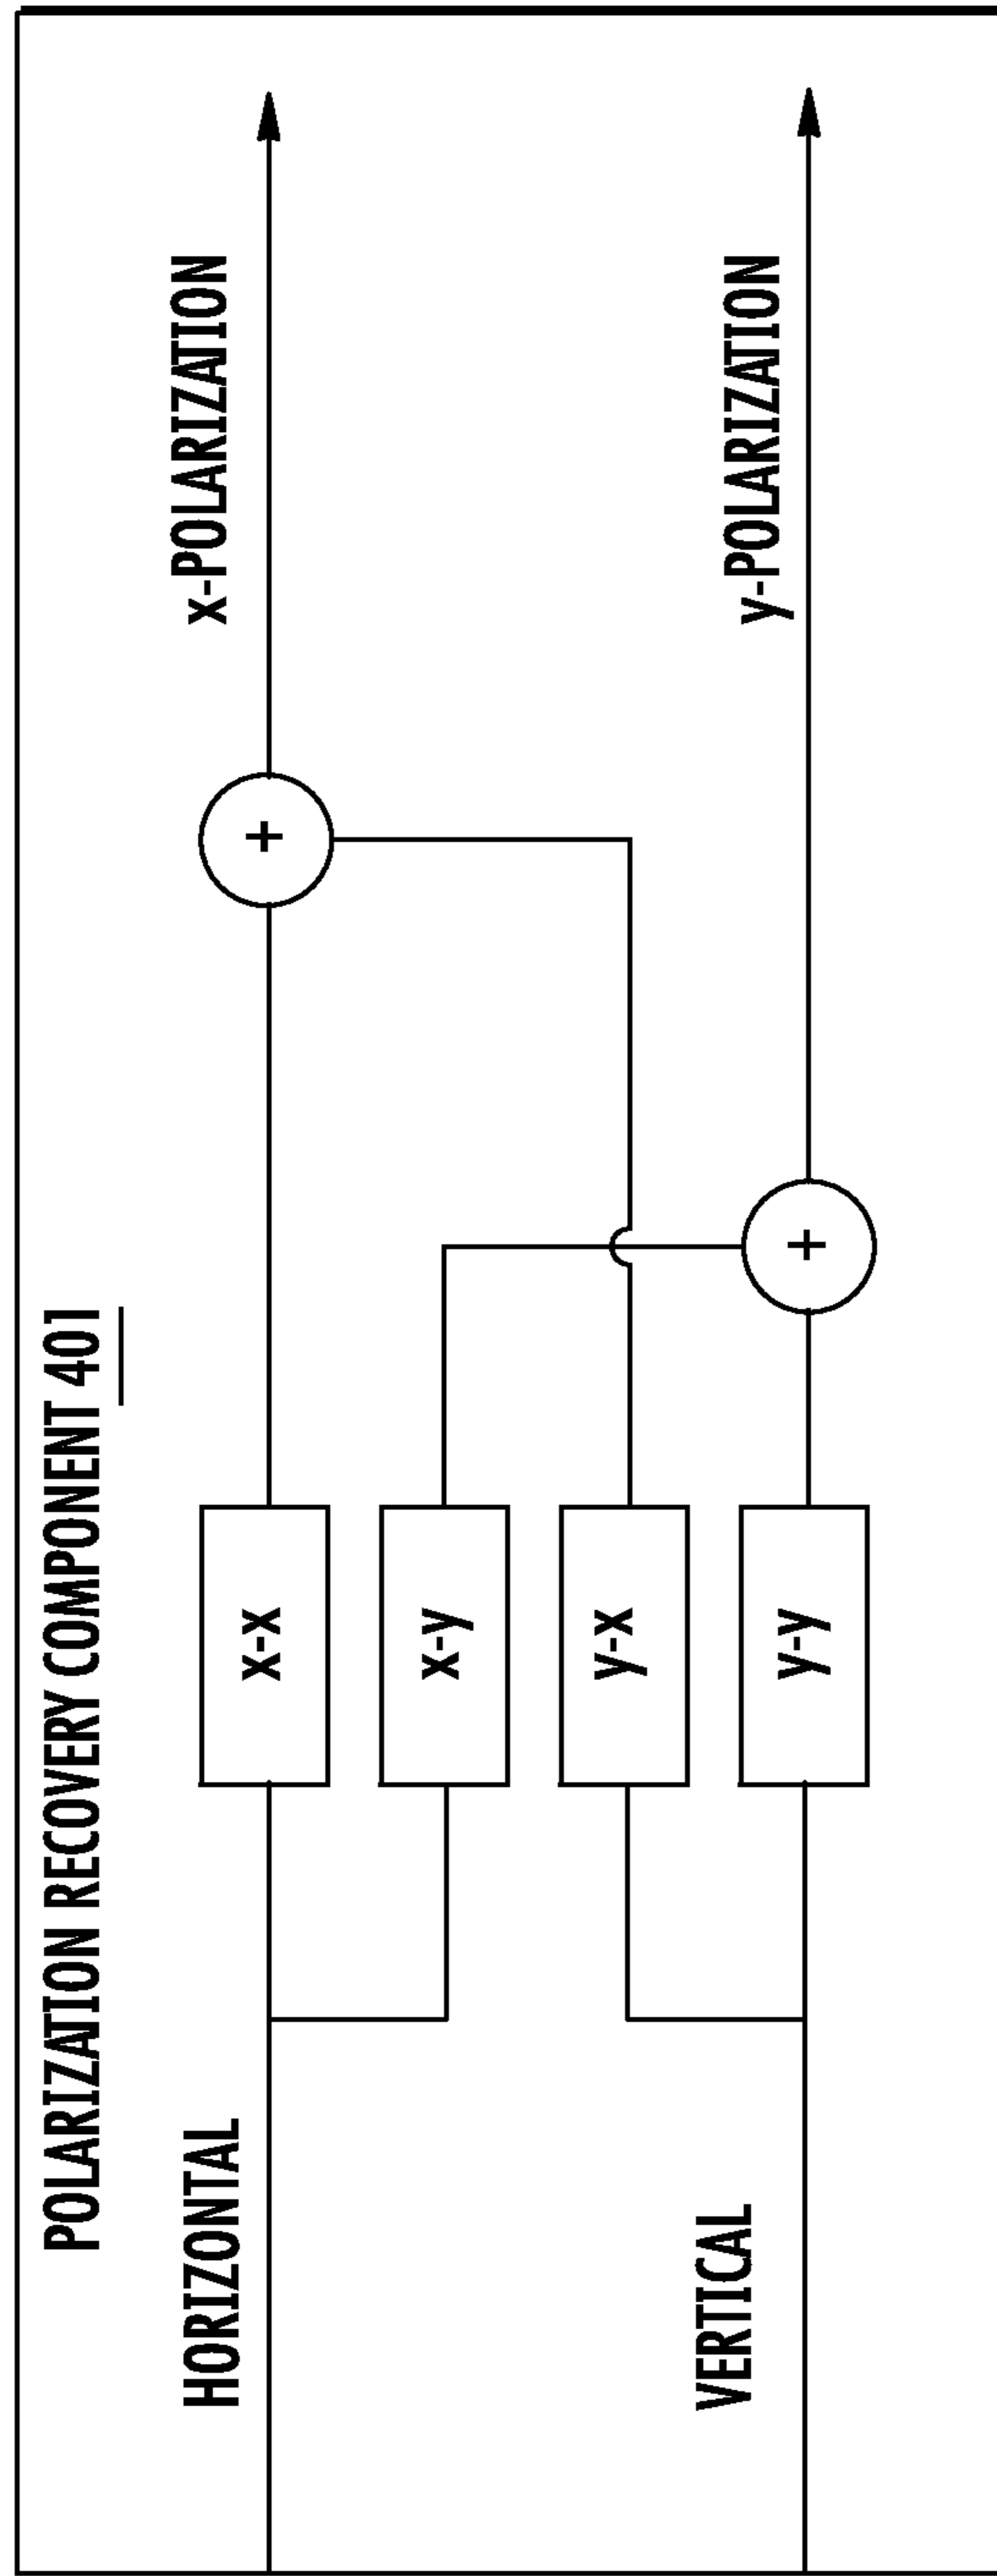 POLARIZATION RECOVERY COMPONENT 401
HORIZONTAL
x-x
+
x-POLARIZATION
x-y
y-x
VERTICAL
y-y
+
y-POLARIZATION